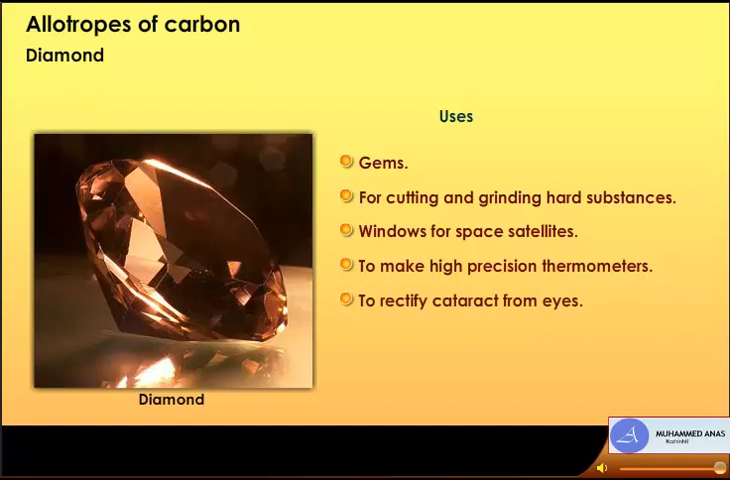 Allotropes of carbon
Diamond
Uses
Gems.
For cutting and grinding hard substances.
Windows for space satellites.
To make high precision thermometers.
To rectify cataract from eyes.
Diamond
A
MUHAMMED ANAS